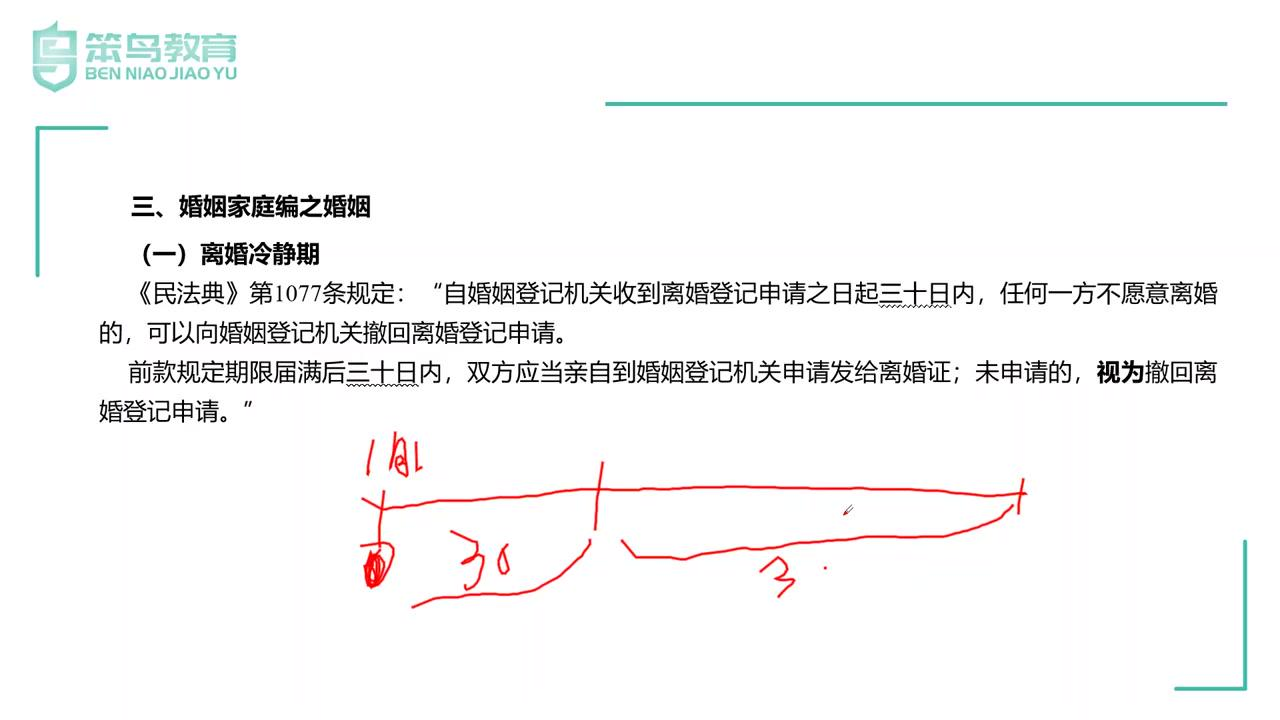 笨鸟教育
BEN NIAO JIAO YU
三、婚姻家庭编之婚姻
（一）离婚冷静期
《民法典》第1077条规定：“自婚姻登记机关收到离婚登记申请之日起三十日内，任何一方不愿意离婚
的，可以向婚姻登记机关撤回离婚登记申请。
前款规定期限届满后三十日内，双方应当亲自到婚姻登记机关申请发给离婚证；未申请的，视为撤回离
婚登记申请。”
30
3